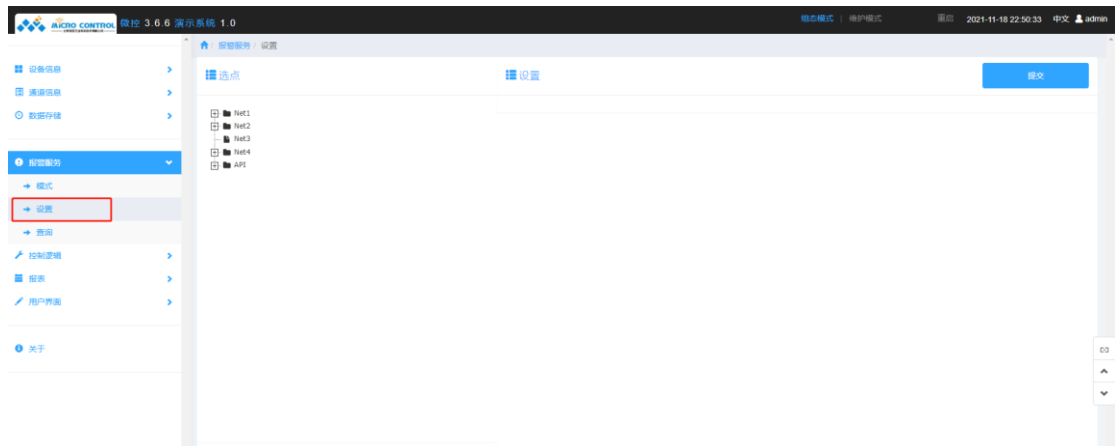 MICRO CONTROL 微控 3.6.6 演示系统 1.0
组态模式 | 维护模式 重启 2021-11-18 22:50:33 中文 admin
/ 报警服务 / 设置
设备信息
通道信息
数据存储
报警服务
模式
设置
查询
控制逻辑
报表
用户界面
关于
选点
Net1
Net2
Net3
Net4
API
设置
提交